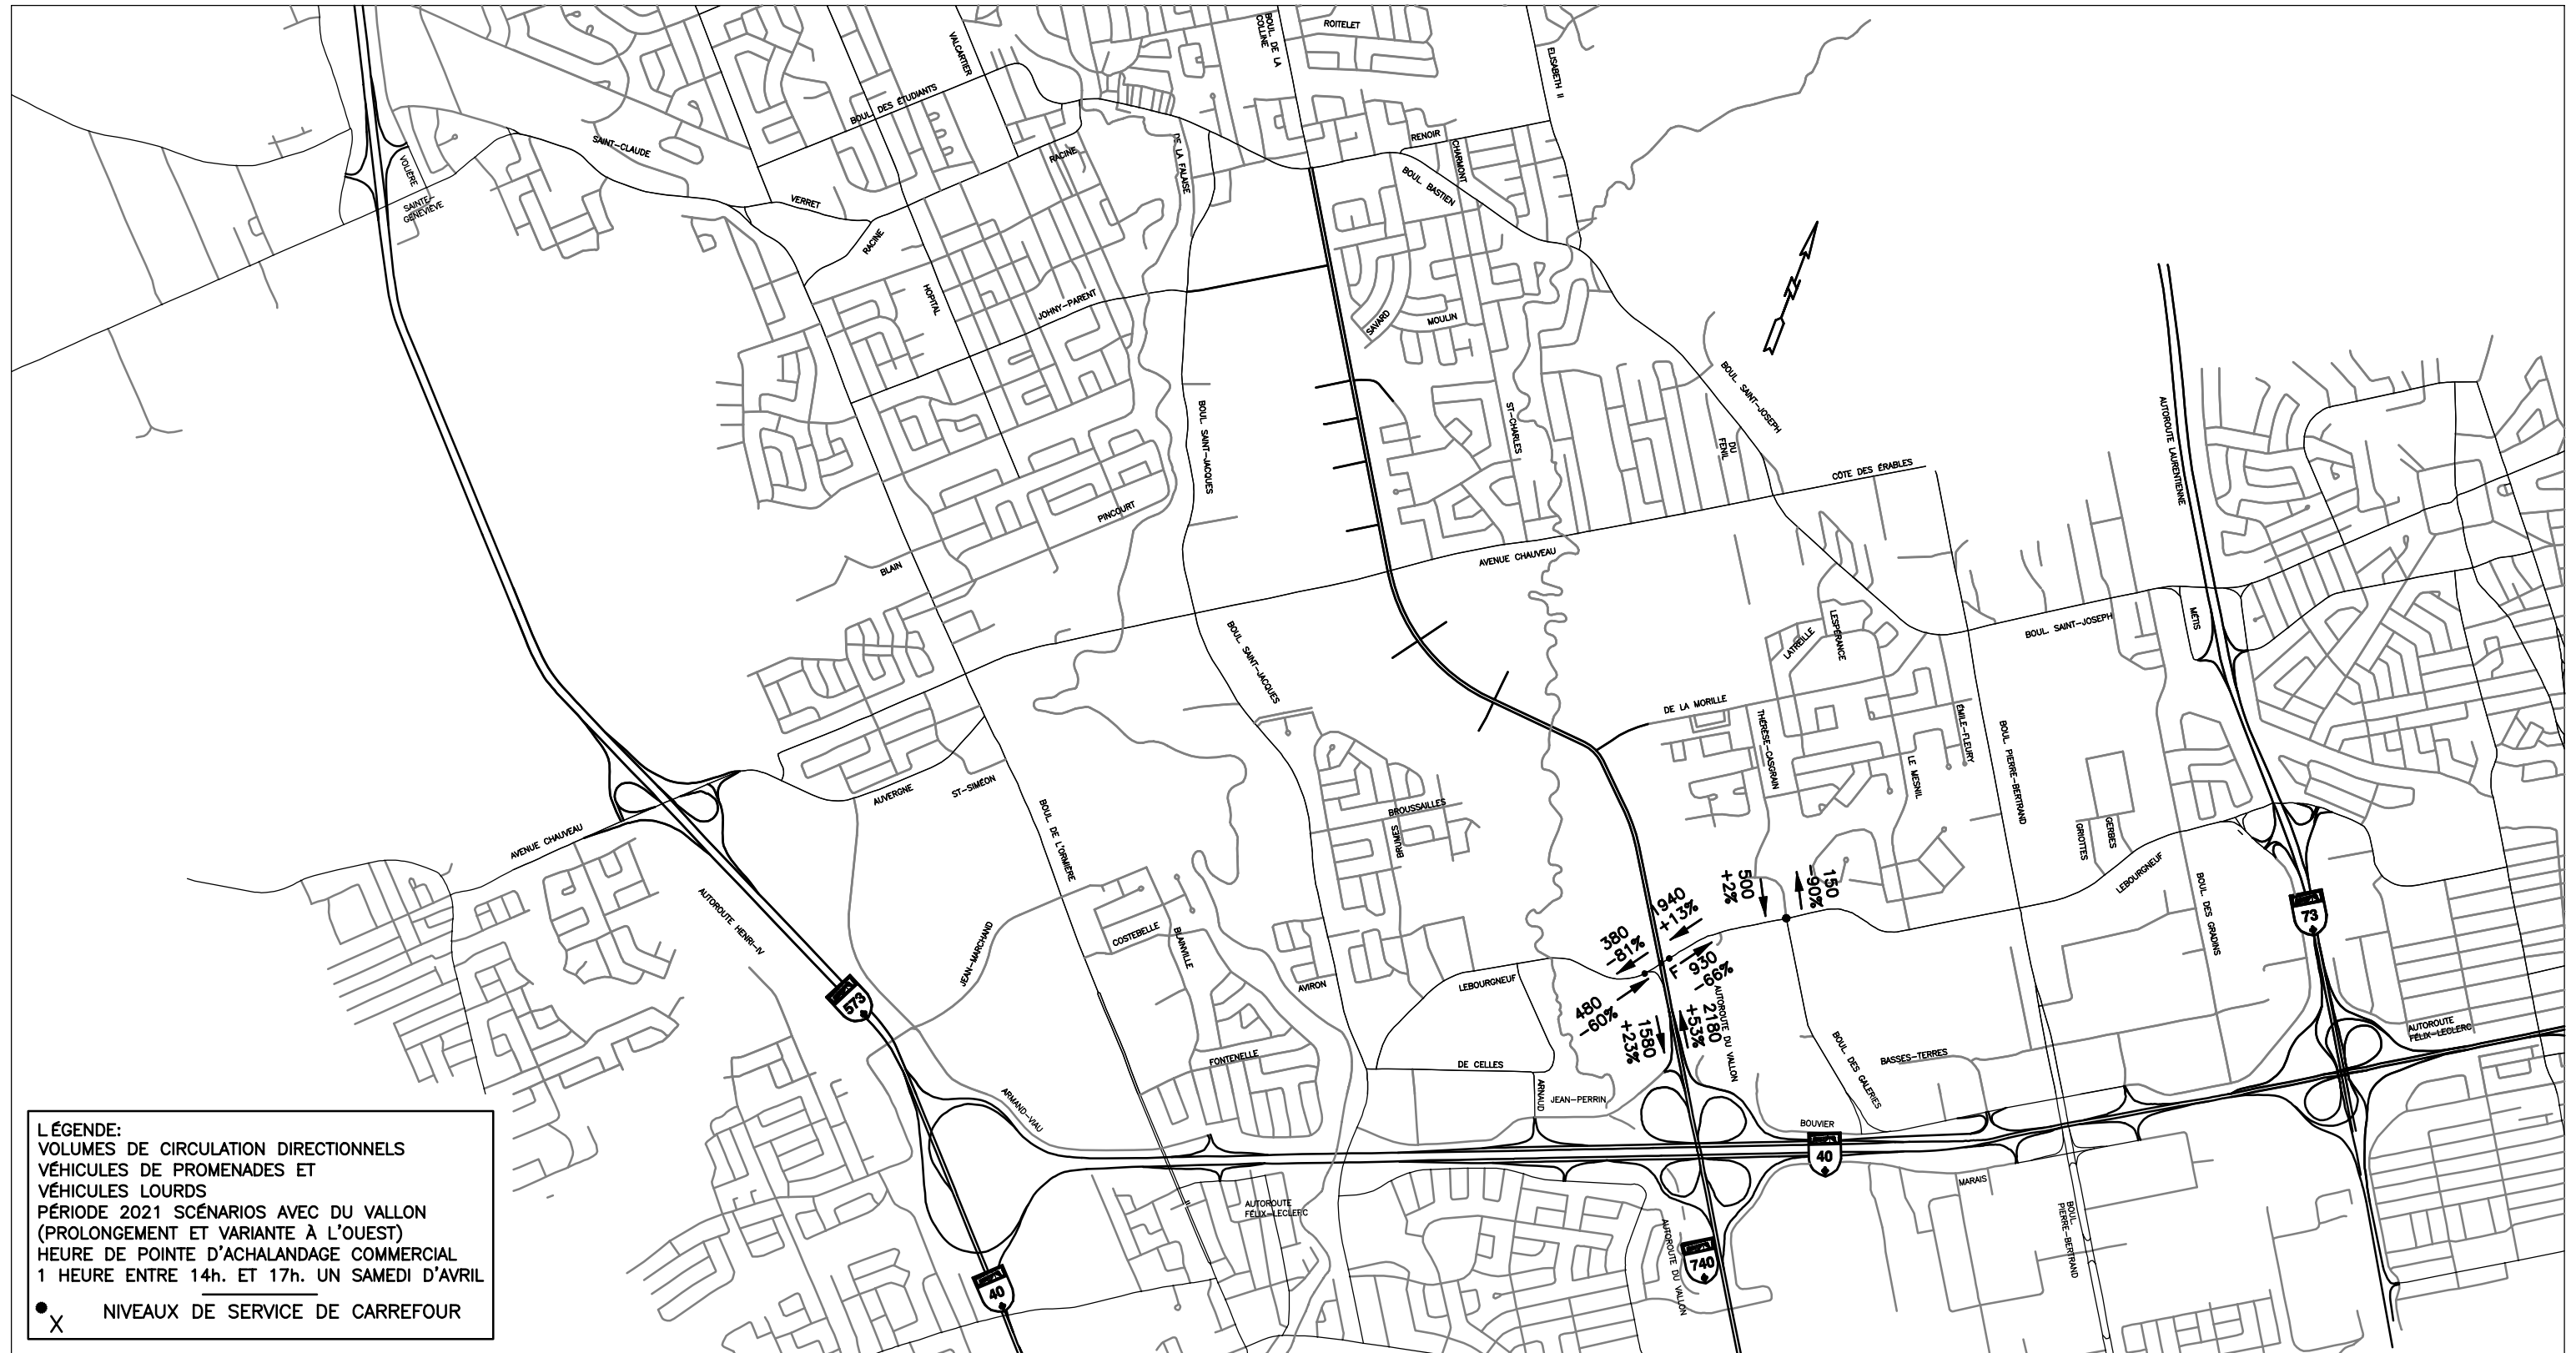 BOUL. DE LA
COLLINE
ROITELET
VALCARTIER
ELISABETH II
BOUL. DES ÉTUDIANTS
SAINT-CLAUDE
RACINE
DE LA FALAISE
RENOIR
CHARMONT
BOUL. BASTIEN
VOLIÈRE
SAINTE-
GENEVIÈVE
VERRET
RACINE
HOPITAL
JOHNY-PARENT
SAVARD
MOULIN
BOUL. SAINT-JOSEPH
BOUL. SAINT-JACQUES
ST-CHARLES
DU
FENIL
AUTOROUTE LAURENTIENNE
CÔTE DES ÉRABLES
PINCOURT
BLAIN
AVENUE CHAUVEAU
BOUL. SAINT-JACQUES
LATREILLE
LESPÉRANCE
BOUL. SAINT-JOSEPH
MÉTIS
DE LA MORILLE
THÉRÈSE-CASGRAIN
ÉMILE-FLEURY
LE MESNIL
BOUL. PIERRE-BERTRAND
AUVERGNE
ST-SIMÉON
AVENUE CHAUVEAU
BOUL. DE L'ORMIÈRE
BROUSSAILLES
BRUMES
GRIOTTES
GERBES
LEBOURGNEUF
BOUL. DES GRADINS
AUTOROUTE HENRI-IV
JEAN-MARCHAND
COSTEBELLE
BLAINVILLE
AVIRON
LEBOURGNEUF
500
+2%
150
-90%
1940
+13%
380
-81%
F
930
-66%
480
-60%
1580
+23%
2180
+53%
AUTOROUTE DU VALLON
73
573
AUTOROUTE
FÉLIX-LECLERC
FONTENELLE
DE CELLES
ARNAUD
JEAN-PERRIN
BOUL. DES GALERIES
BASSES-TERRES
ARMAND-VIAU
BOUVIER
40
MARAIS
AUTOROUTE
FÉLIX-LECLERC
AUTOROUTE DU VALLON
740
BOUL.
PIERRE-BERTRAND
40
LÉGENDE:
VOLUMES DE CIRCULATION DIRECTIONNELS
VÉHICULES DE PROMENADES ET
VÉHICULES LOURDS
PÉRIODE 2021 SCÉNARIOS AVEC DU VALLON
(PROLONGEMENT ET VARIANTE À L'OUEST)
HEURE DE POINTE D'ACHALANDAGE COMMERCIAL
1 HEURE ENTRE 14h. ET 17h. UN SAMEDI D'AVRIL
X NIVEAUX DE SERVICE DE CARREFOUR